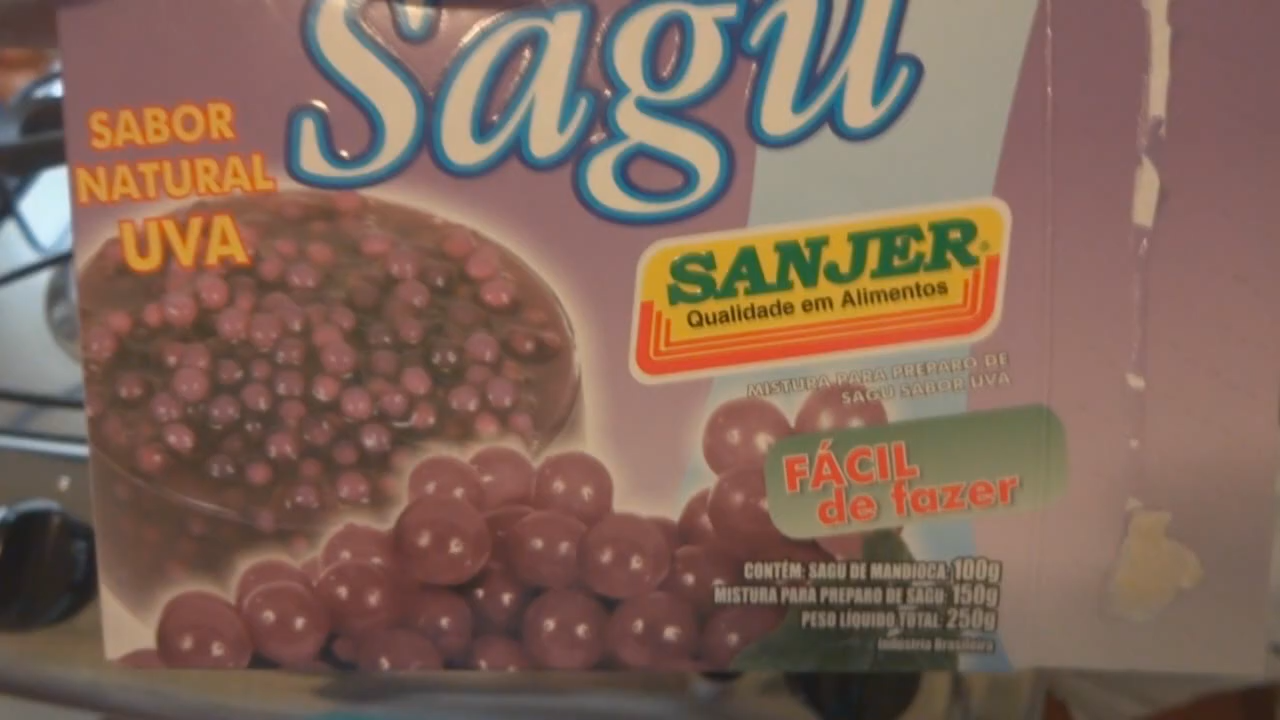 Sagu
SABOR
NATURAL
UVA
SANJER
Qualidade em Alimentos
MISTURA PARA PREPARO DE
SAGU SABOR UVA
FÁCIL
de fazer
CONTÉM: SAGU DE MANDIOCA: 100g
MISTURA PARA PREPARO DE SAGU: 150g
PESO LÍQUIDO TOTAL: 250g
Indústria Brasileira